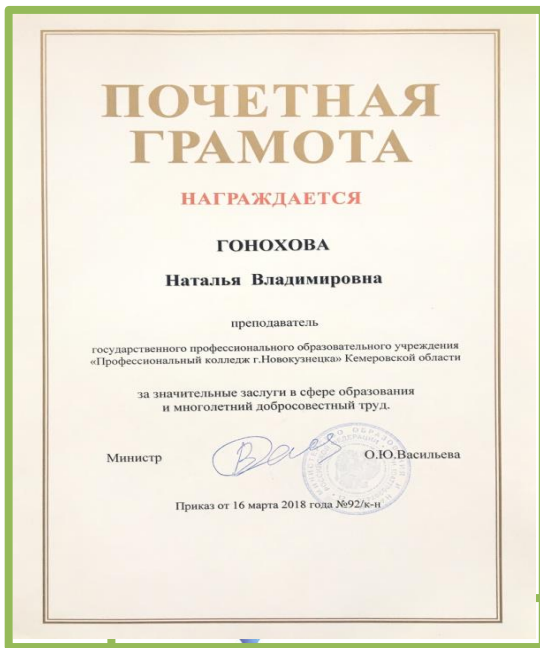 ПОЧЕТНАЯ
ГРАМОТА
НАГРАЖДАЕТСЯ
ГОНОХОВА
Наталья Владимировна
преподаватель
государственного профессионального образовательного учреждения
«Профессиональный колледж г.Новокузнецка» Кемеровской области
за значительные заслуги в сфере образования
и многолетний добросовестный труд.
Министр
О.Ю.Васильева
Приказ от 16 марта 2018 года №92/к-н